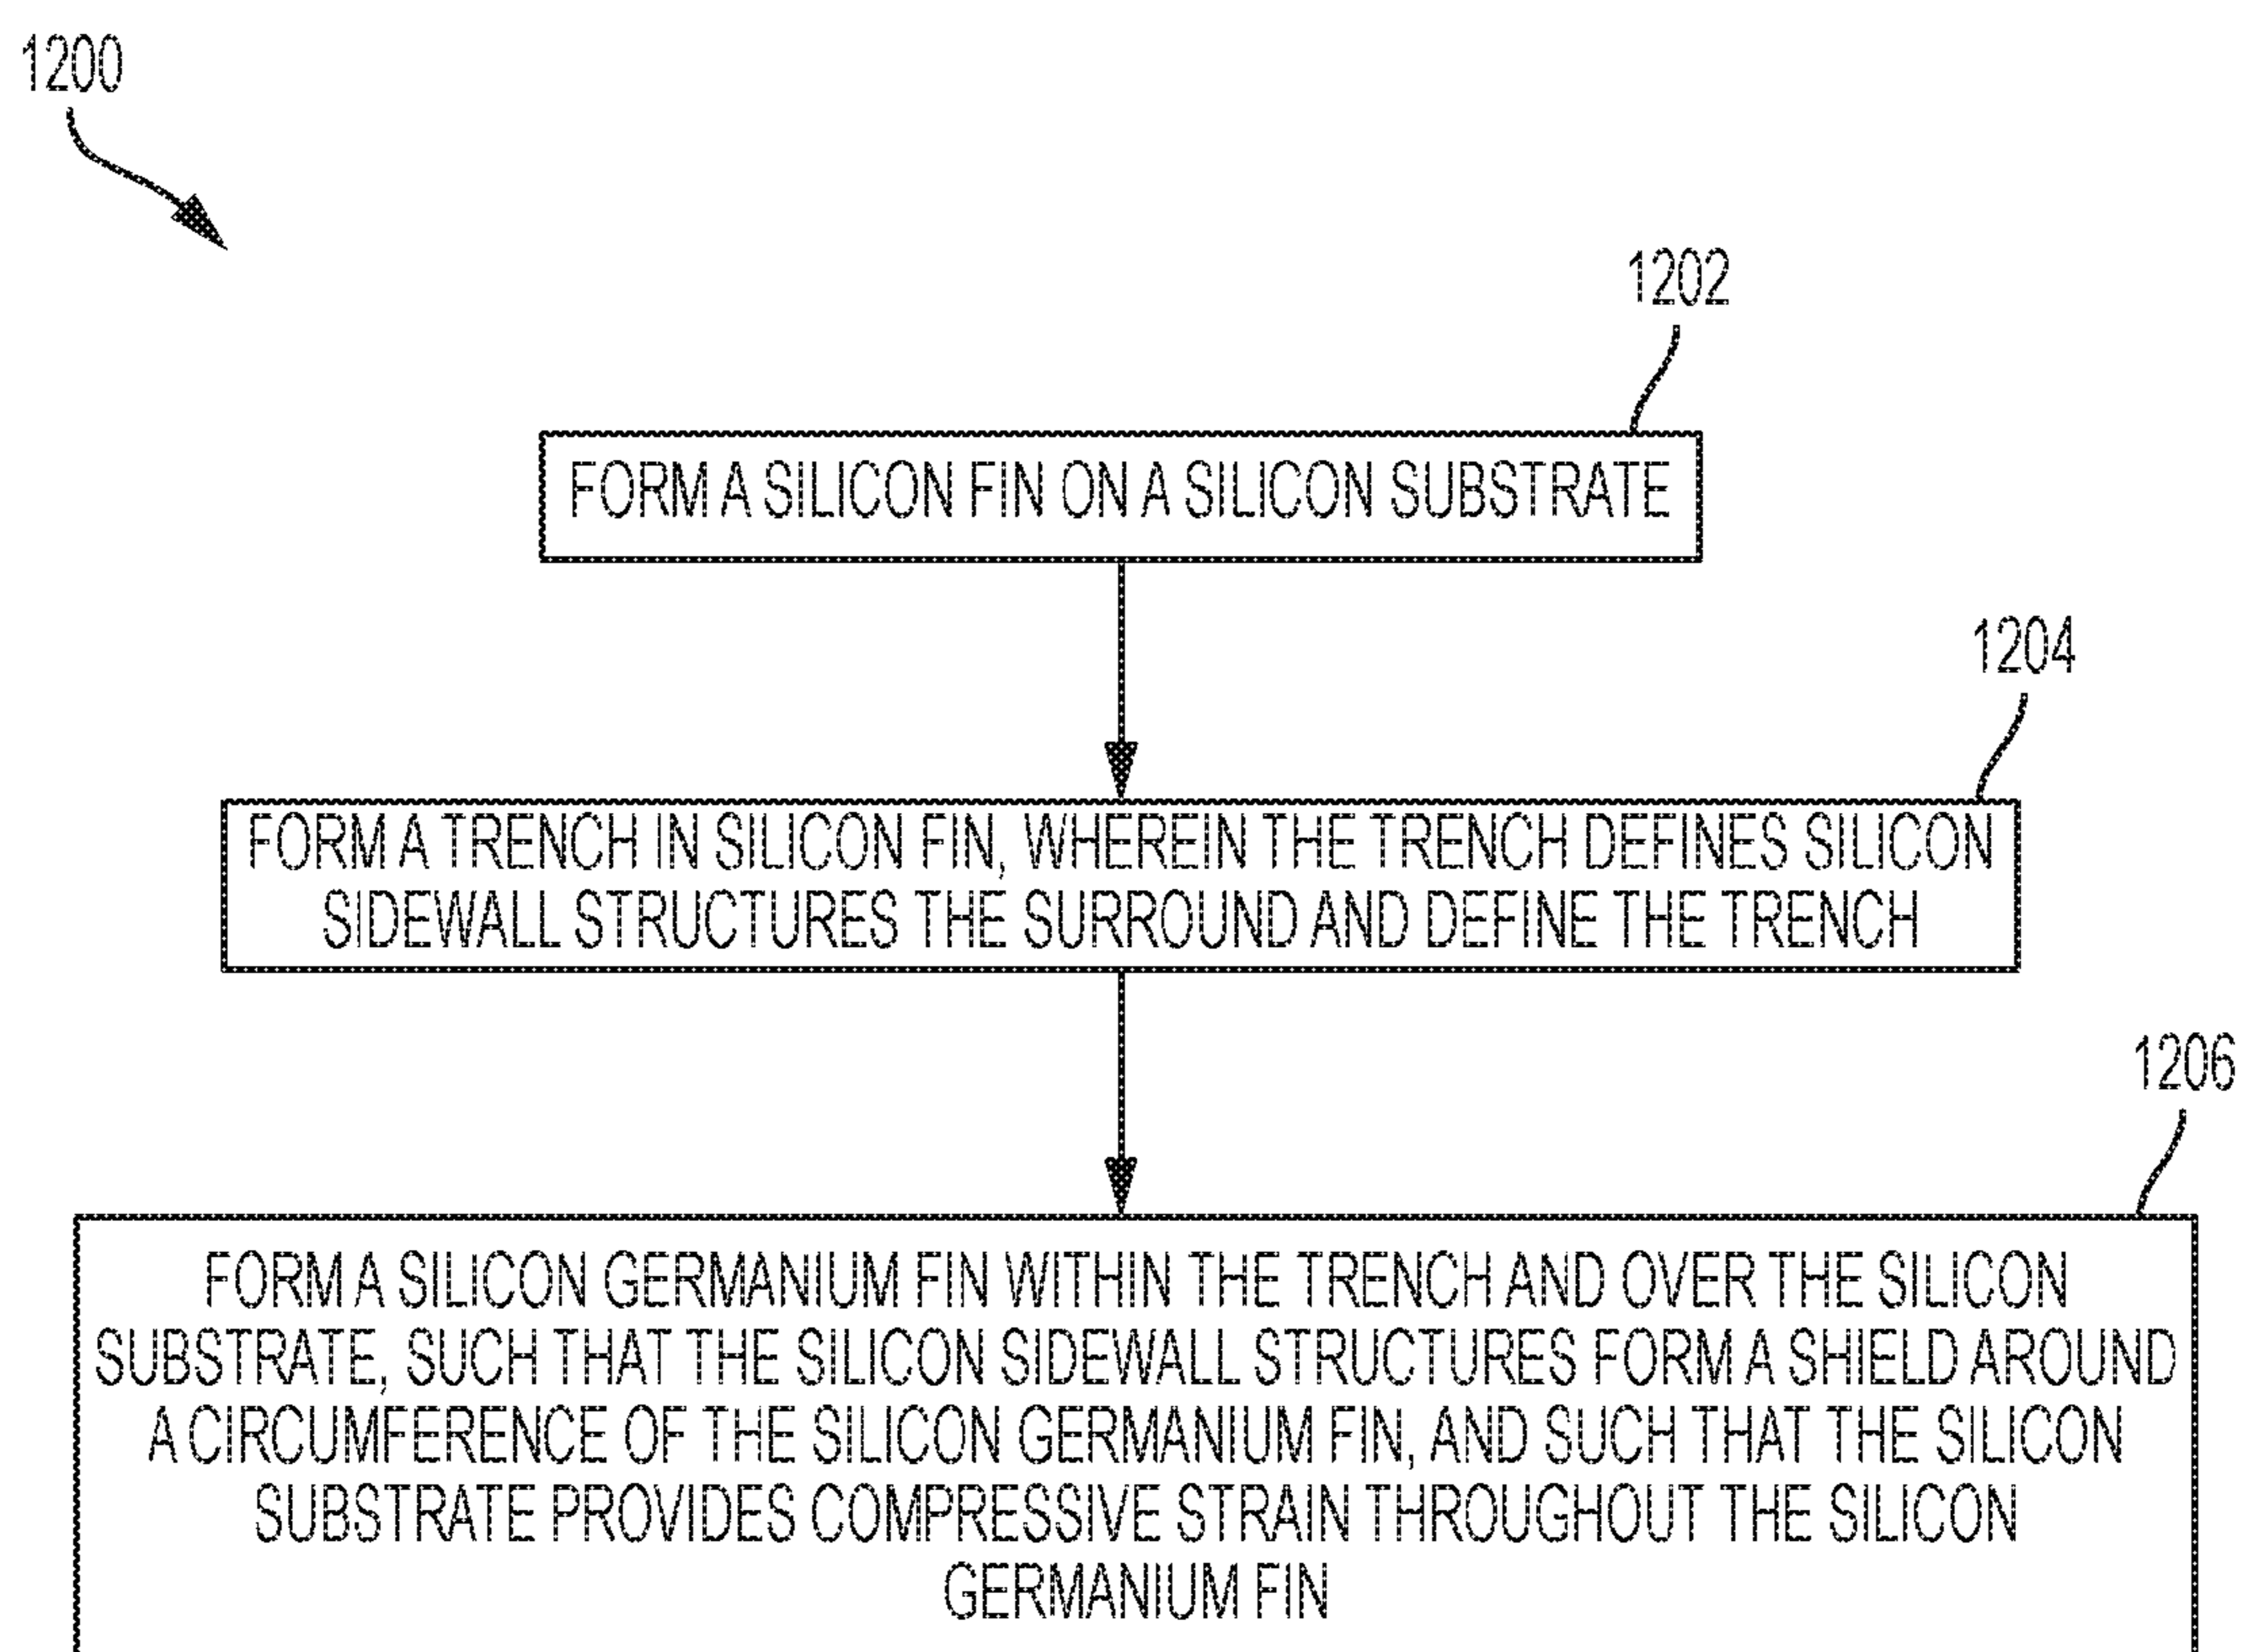 1200
1202
FORM A SILICON FIN ON A SILICON SUBSTRATE
1204
FORM A TRENCH IN SILICON FIN, WHEREIN THE TRENCH DEFINES SILICON
SIDEWALL STRUCTURES THE SURROUND AND DEFINE THE TRENCH
1206
FORM A SILICON GERMANIUM FIN WITHIN THE TRENCH AND OVER THE SILICON
SUBSTRATE, SUCH THAT THE SILICON SIDEWALL STRUCTURES FORM A SHIELD AROUND
A CIRCUMFERENCE OF THE SILICON GERMANIUM FIN, AND SUCH THAT THE SILICON
SUBSTRATE PROVIDES COMPRESSIVE STRAIN THROUGHOUT THE SILICON
GERMANIUM FIN